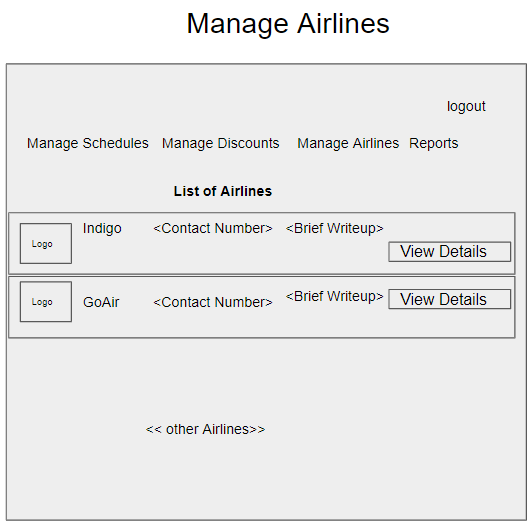 Manage Airlines
logout
Manage Schedules Manage Discounts Manage Airlines Reports
List of Airlines
Logo Indigo <Contact Number> <Brief Writeup>
View Details
Logo GoAir <Contact Number> <Brief Writeup> View Details
<< other Airlines>>